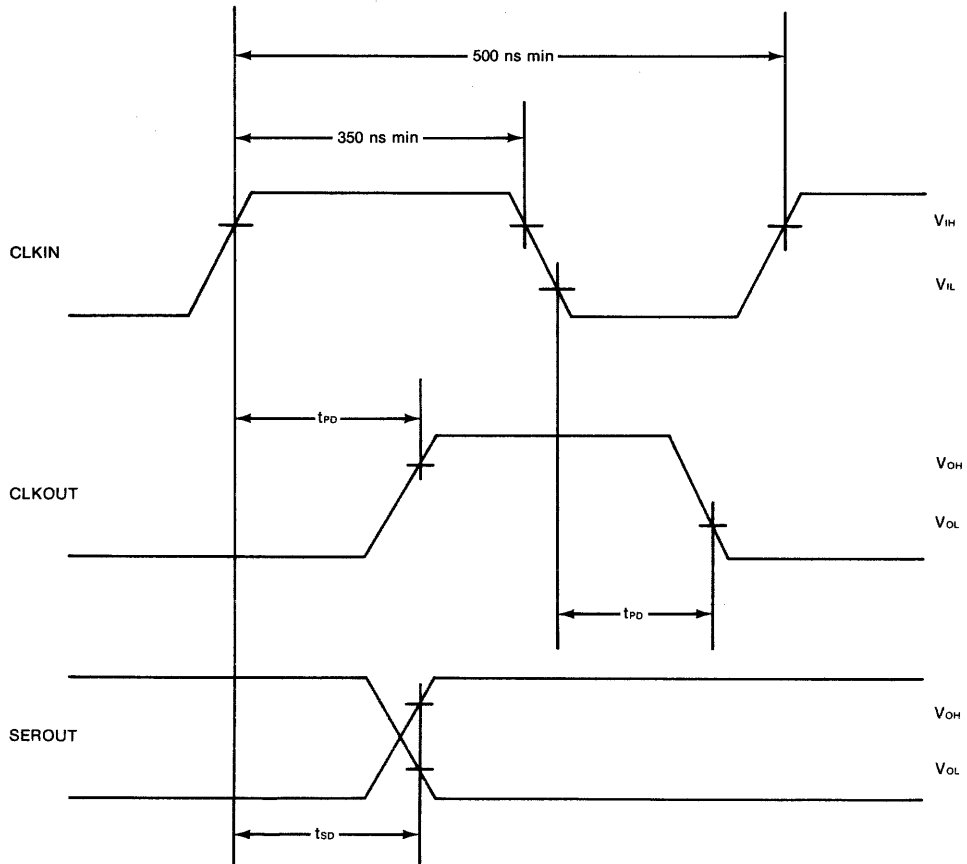 500 ns min
350 ns min
CLKIN
VIH
VIL
tPD
CLKOUT
VOH
VOL
tPD
SEROUT
VOH
VOL
tSD